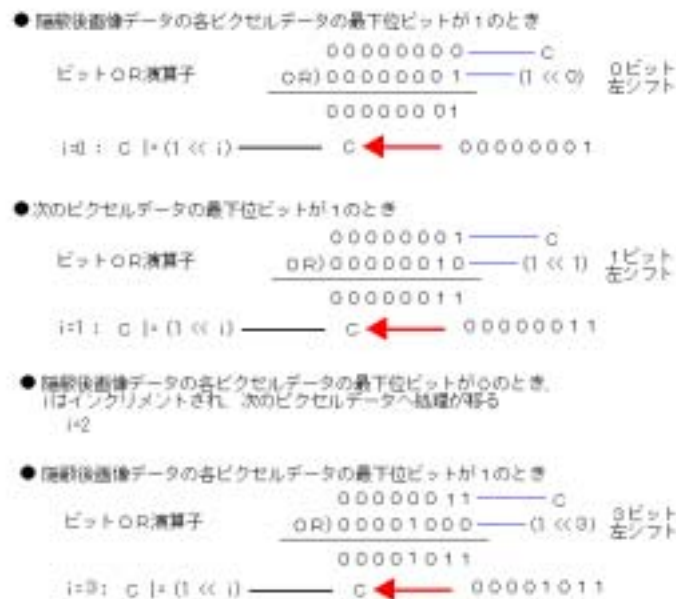 ● 隠蔽後画像データの各ピクセルデータの最下位ビットが1のとき
00000000 C
ビットOR演算子 OR)00000001 (1 << 0) 0ビット左シフト
00000001
i=0: C |= (1 << i) C 00000001
● 次のピクセルデータの最下位ビットが1のとき
00000001 C
ビットOR演算子 OR)00000010 (1 << 1) 1ビット左シフト
00000011
i=1: C |= (1 << i) C 00000011
● 隠蔽後画像データの各ピクセルデータの最下位ビットが0のとき、
iはインクリメントされ、次のピクセルデータへ処理が移る
i=2
● 隠蔽後画像データの各ピクセルデータの最下位ビットが1のとき
00000011 C
ビットOR演算子 OR)00001000 (1 << 3) 3ビット左シフト
00001011
i=3: C |= (1 << i) C 00001011